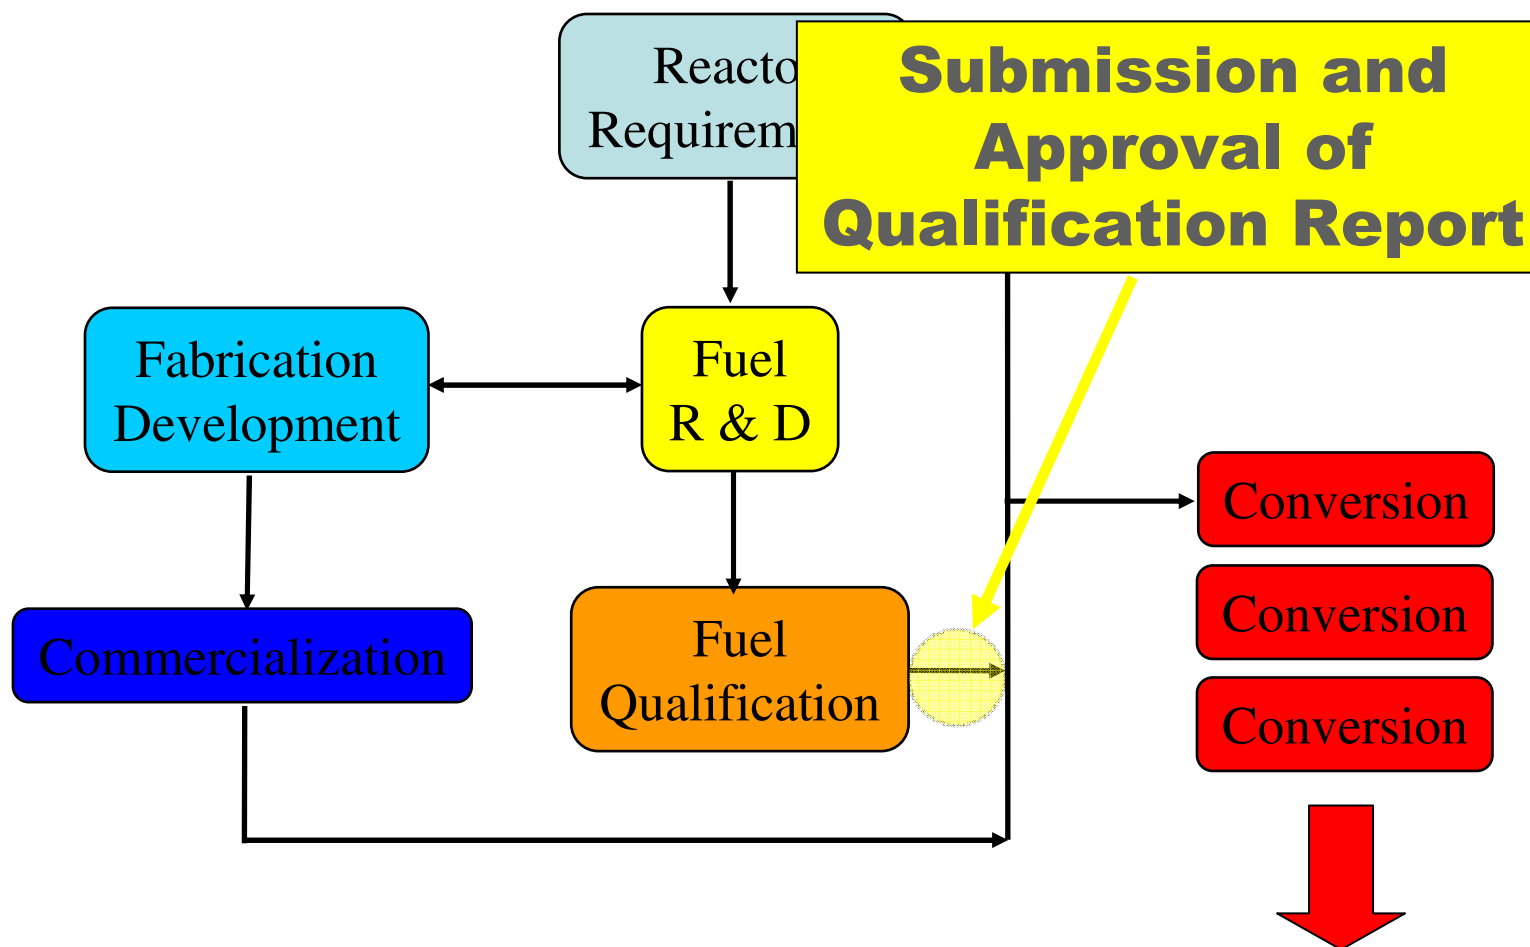 Reacto
Requirem
Submission and
Approval of
Qualification Report
Fabrication
Development
Fuel
R & D
Conversion
Conversion
Conversion
Commercialization
Fuel
Qualification